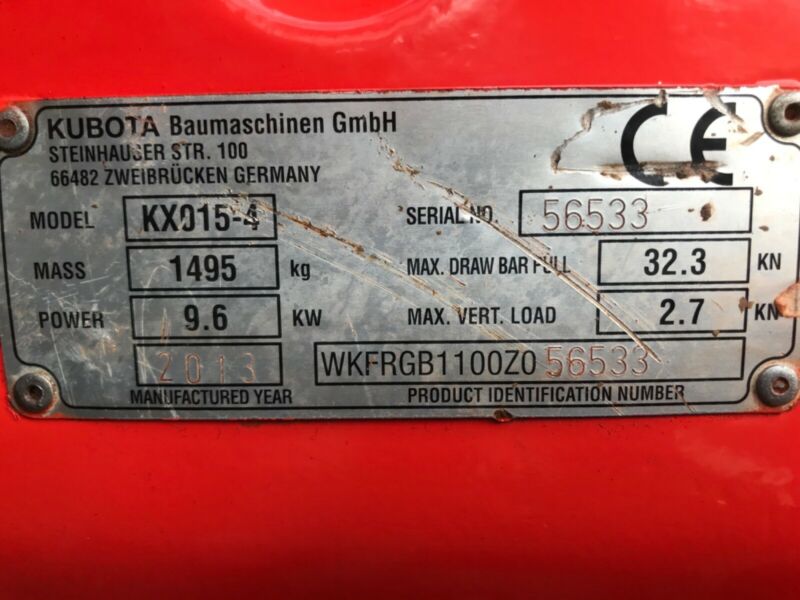 KUBOTA Baumaschinen GmbH
STEINHAUSER STR. 100
66482 ZWEIBRÜCKEN GERMANY
CE
MODEL KX015-4 SERIAL NO. 56533
MASS 1495 kg MAX. DRAW BAR PULL 32.3 KN
POWER 9.6 KW MAX. VERT. LOAD 2.7 KN
2013 WKFRGB1100Z056533
MANUFACTURED YEAR PRODUCT IDENTIFICATION NUMBER